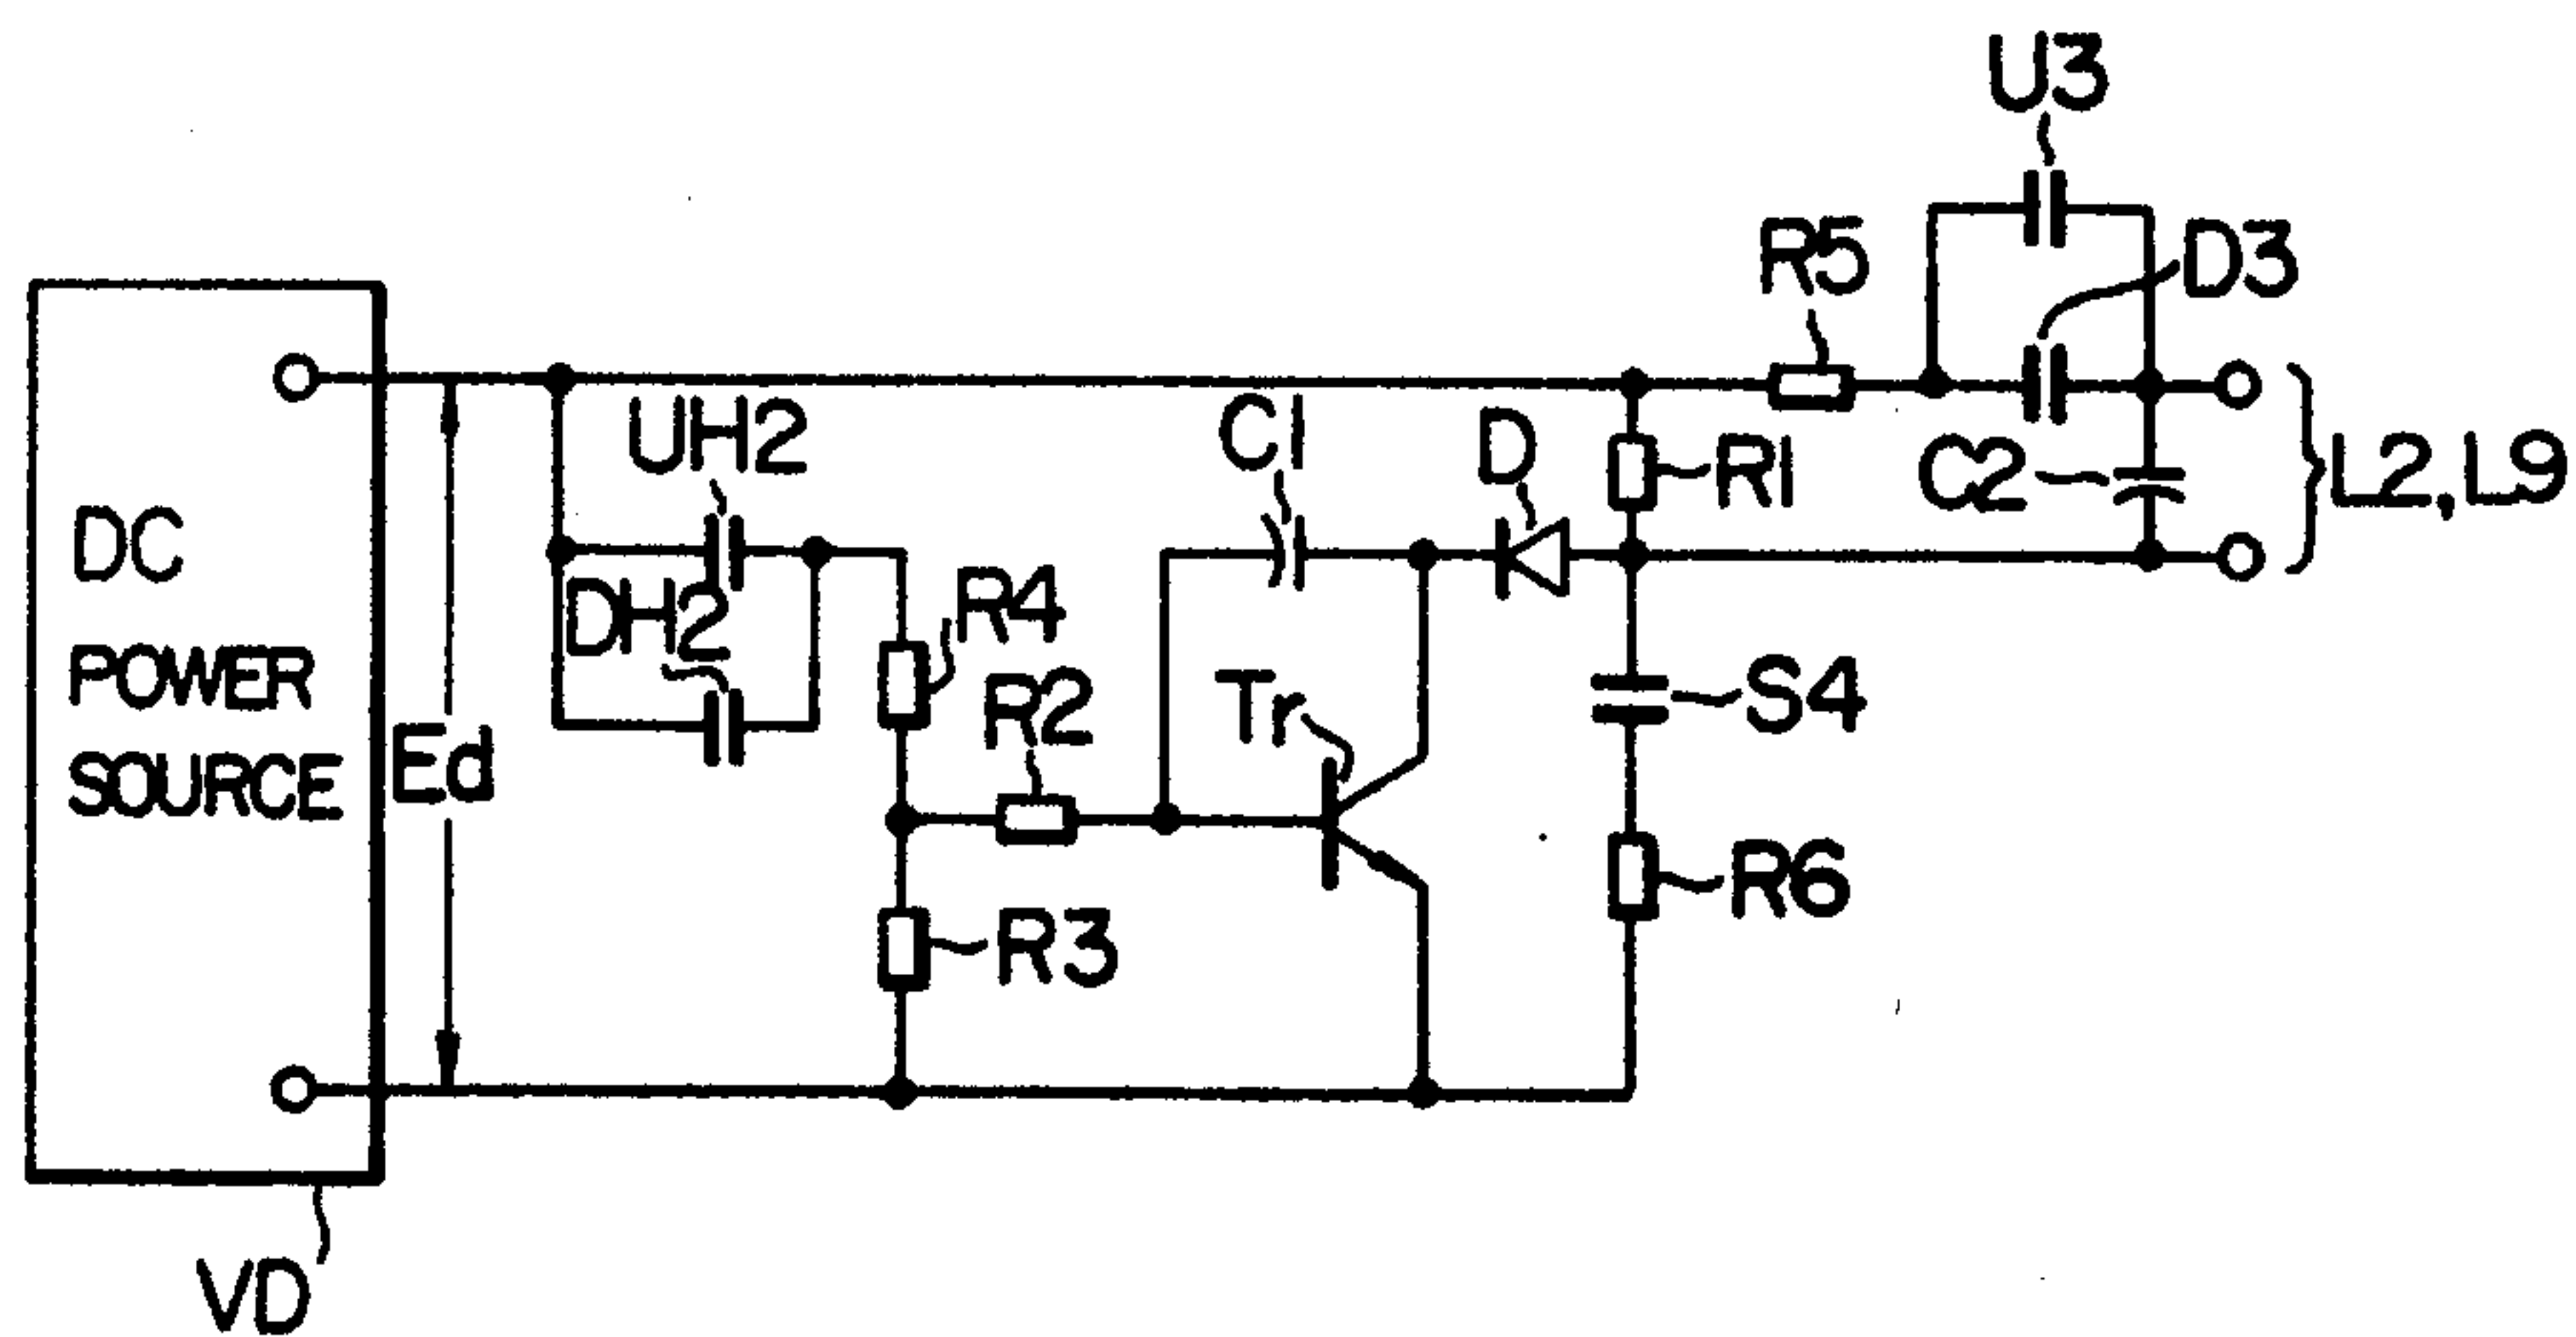 U3
R5
D3
UH2
C1
D
R1
C2
L2, L9
DC
POWER
SOURCE
Ed
DH2
R4
R2
Tr
S4
R3
R6
VD